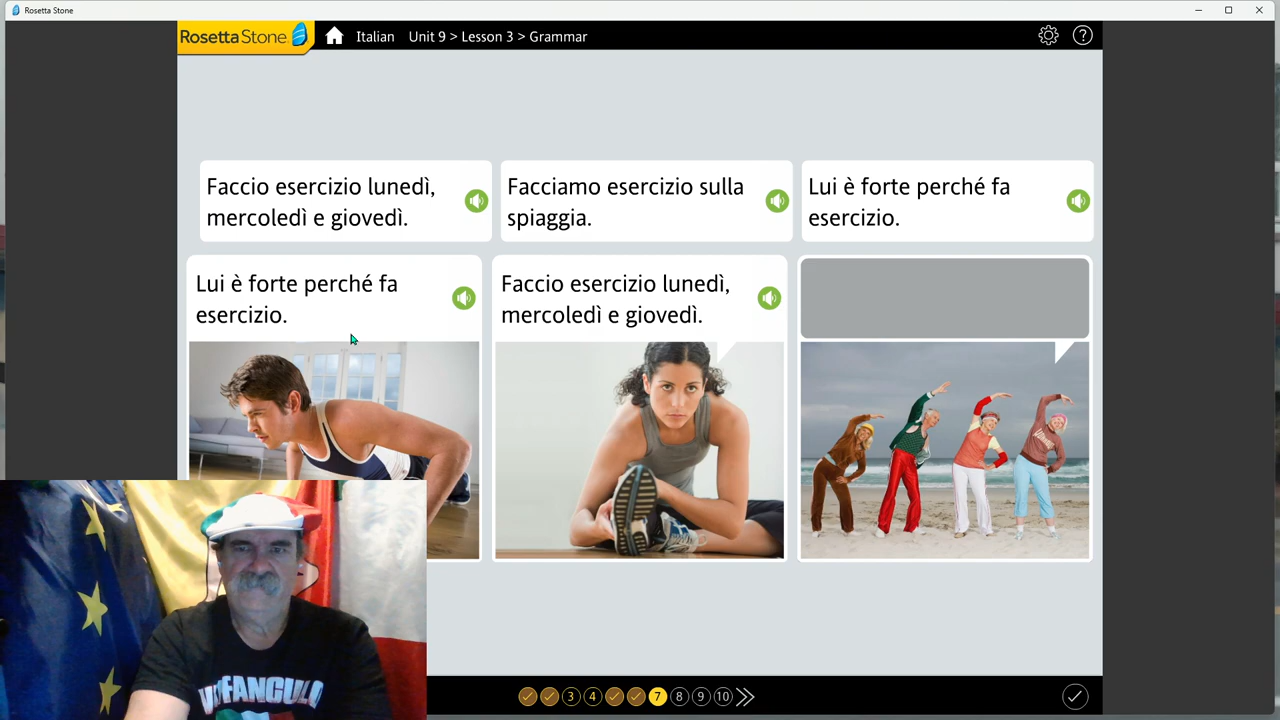 Rosetta Stone
RosettaStone
Italian Unit 9 > Lesson 3 > Grammar
?
Faccio esercizio lunedì,
mercoledì e giovedì.
Facciamo esercizio sulla
spiaggia.
Lui è forte perché fa
esercizio.
Lui è forte perché fa
esercizio.
Faccio esercizio lunedì,
mercoledì e giovedì.
3 4 7 8 9 10